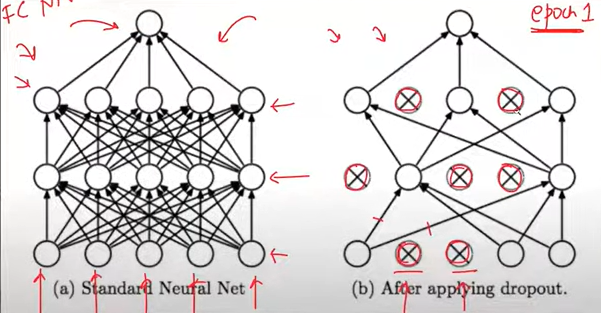 FC NN
epoch 1
(a) Standard Neural Net
(b) After applying dropout.